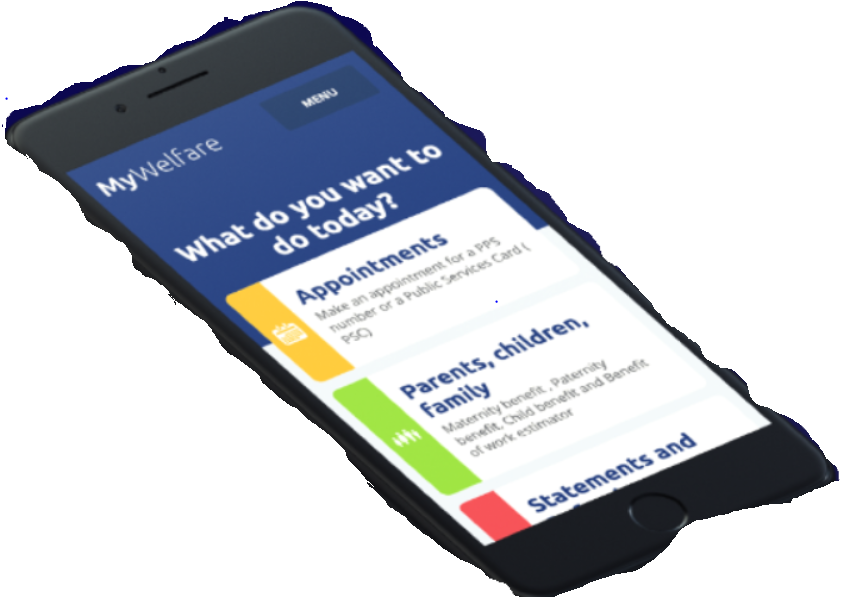 MENU
MyWelfare
What do you want to
do today?
Appointments
Make an appointment for a PPS
number or a Public Services Card (
PSC)
Parents, children,
family
Maternity benefit , Paternity
benefit, Child benefit and Benefit
of work estimator
Statements and